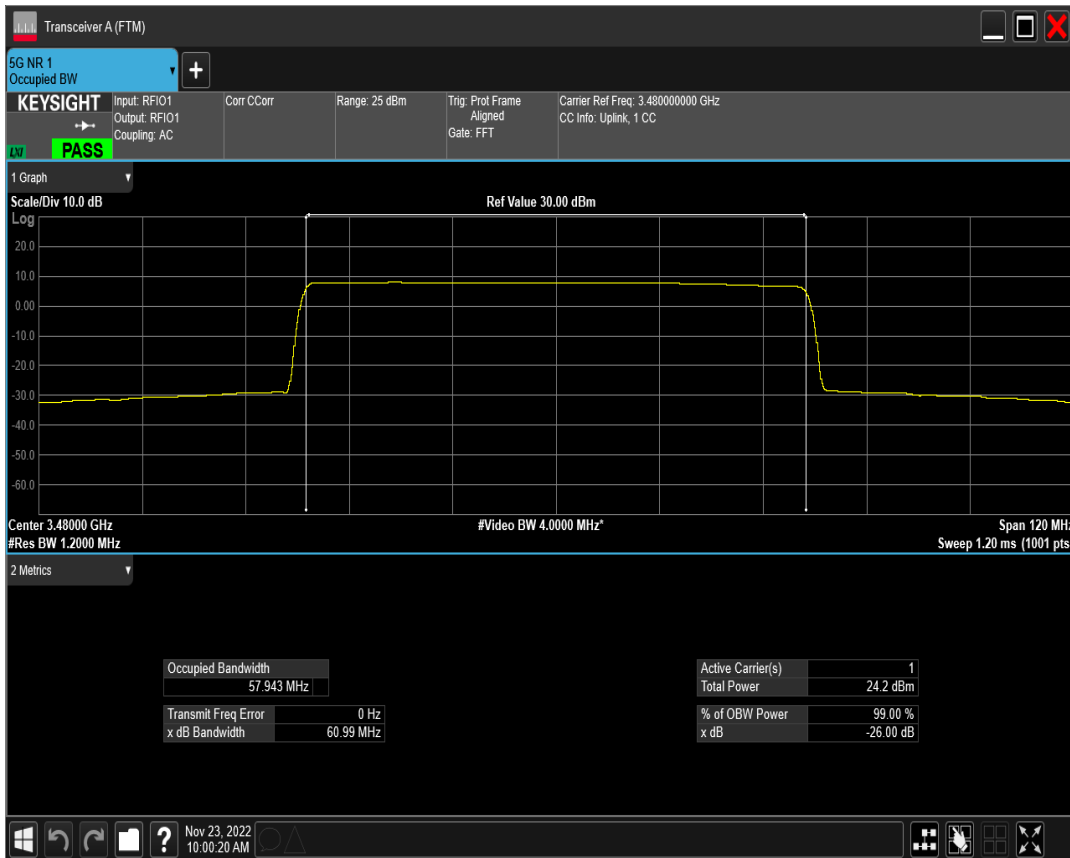 Transceiver A (FTM)
5G NR 1
Occupied BW
+
KEYSIGHT
LXI
PASS
Input: RFIO1
Output: RFIO1
Coupling: AC
Corr CCorr
Range: 25 dBm
Trig: Prot Frame
Aligned
Gate: FFT
Carrier Ref Freq: 3.480000000 GHz
CC Info: Uplink, 1 CC
1 Graph
Scale/Div 10.0 dB
Ref Value 30.00 dBm
Log
20.0
10.0
0.00
-10.0
-20.0
-30.0
-40.0
-50.0
-60.0
Center 3.48000 GHz
#Video BW 4.0000 MHz*
Span 120 MHz
#Res BW 1.2000 MHz
Sweep 1.20 ms (1001 pts
2 Metrics
Occupied Bandwidth
57.943 MHz
Transmit Freq Error 0 Hz
x dB Bandwidth 60.99 MHz
Active Carrier(s) 1
Total Power 24.2 dBm
% of OBW Power 99.00 %
x dB -26.00 dB
?
Nov 23, 2022
10:00:20 AM